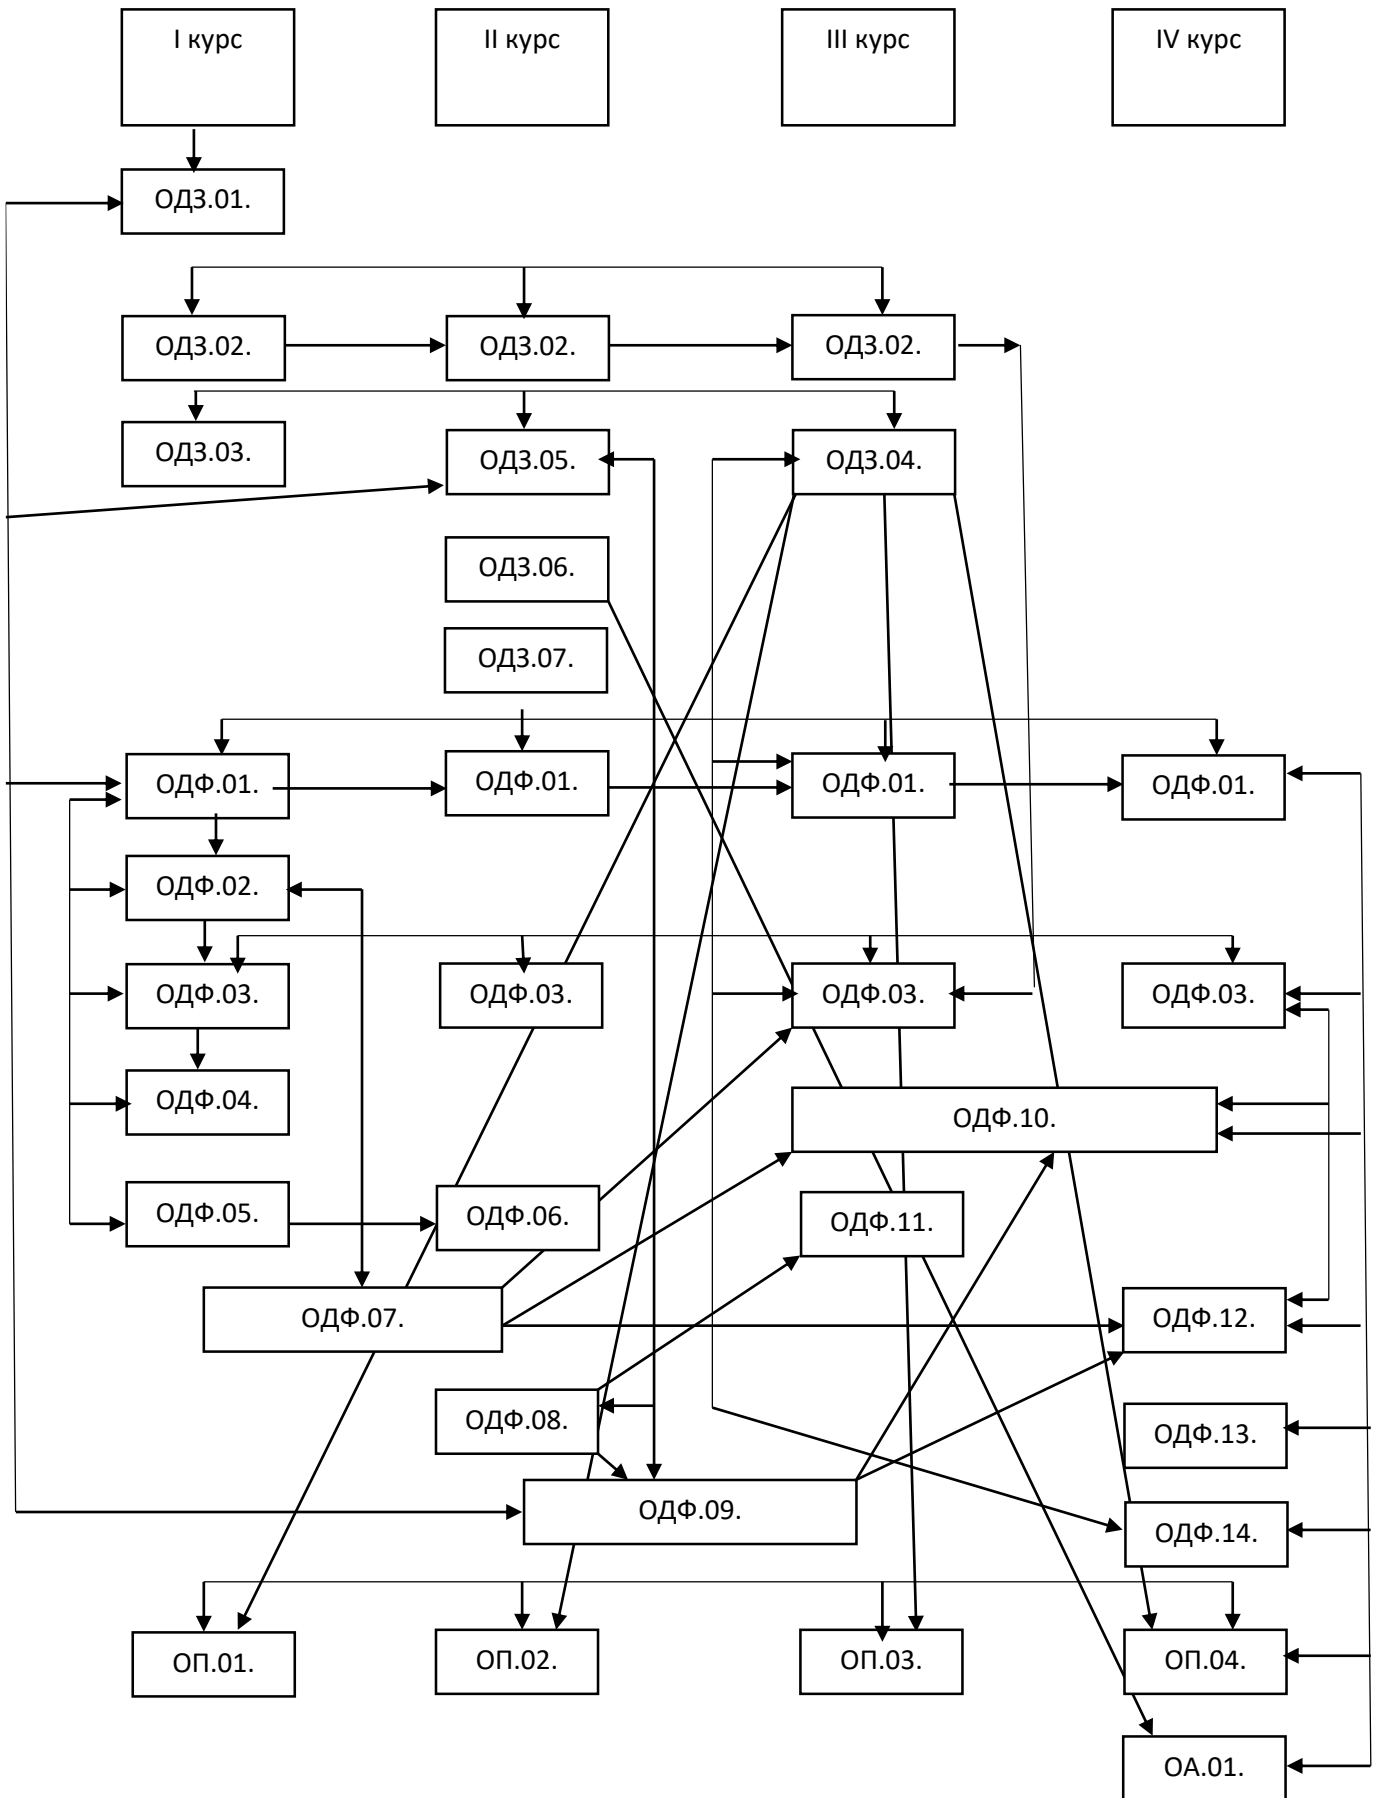 I курс
II курс
III курс
IV курс
ОДЗ.01.
ОДЗ.02.
ОДЗ.02.
ОДЗ.02.
ОДЗ.03.
ОДЗ.05.
ОДЗ.04.
ОДЗ.06.
ОДЗ.07.
ОДФ.01.
ОДФ.01.
ОДФ.01.
ОДФ.01.
ОДФ.02.
ОДФ.03.
ОДФ.03.
ОДФ.03.
ОДФ.03.
ОДФ.04.
ОДФ.10.
ОДФ.05.
ОДФ.06.
ОДФ.11.
ОДФ.07.
ОДФ.12.
ОДФ.08.
ОДФ.13.
ОДФ.09.
ОДФ.14.
ОП.01.
ОП.02.
ОП.03.
ОП.04.
ОА.01.